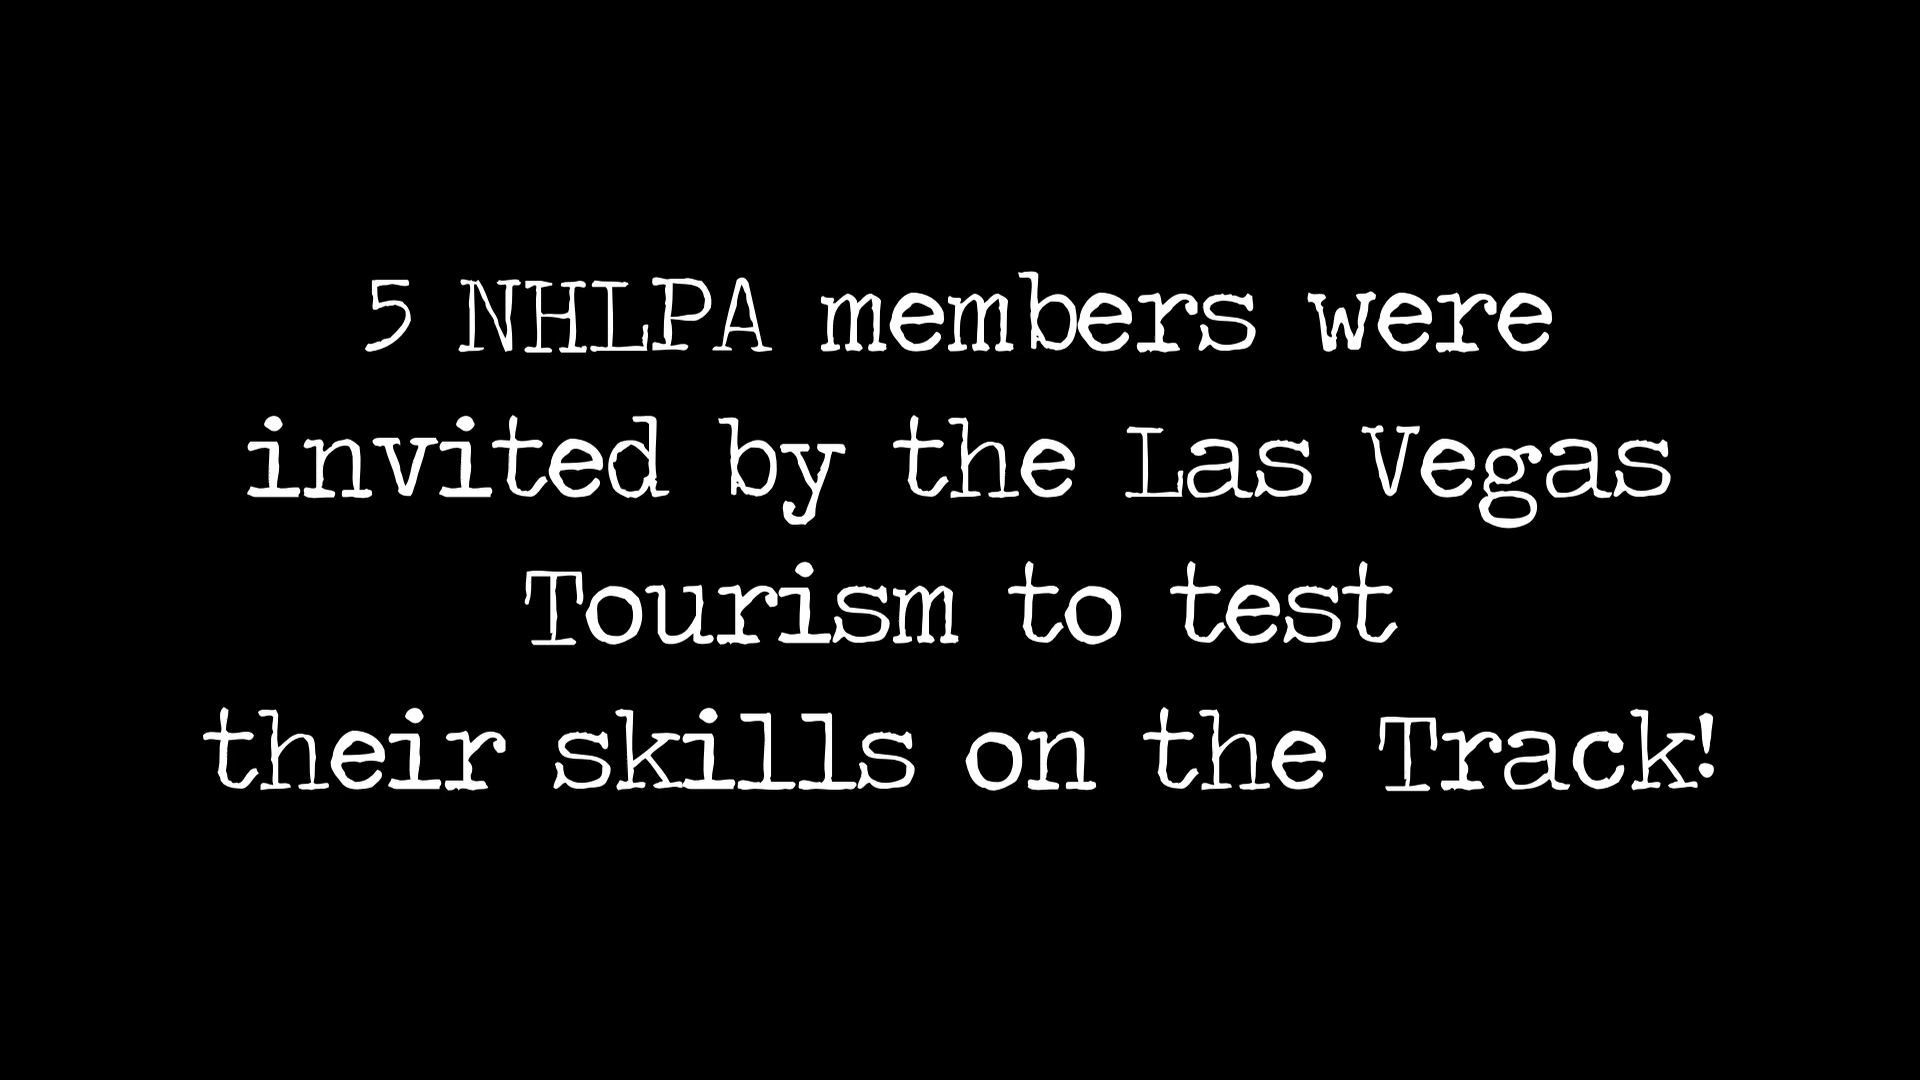 5 NHLPA members were
invited by the Las Vegas
Tourism to test
their skills on the Track!